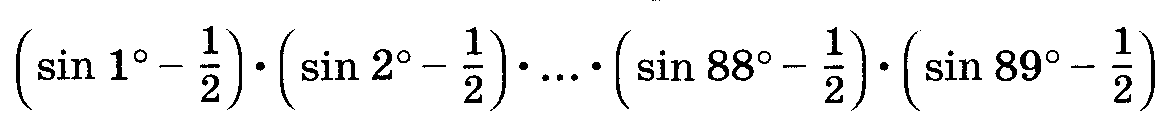 (sin 1° − 1/2) · (sin 2° − 1/2) · ... · (sin 88° − 1/2) · (sin 89° − 1/2)